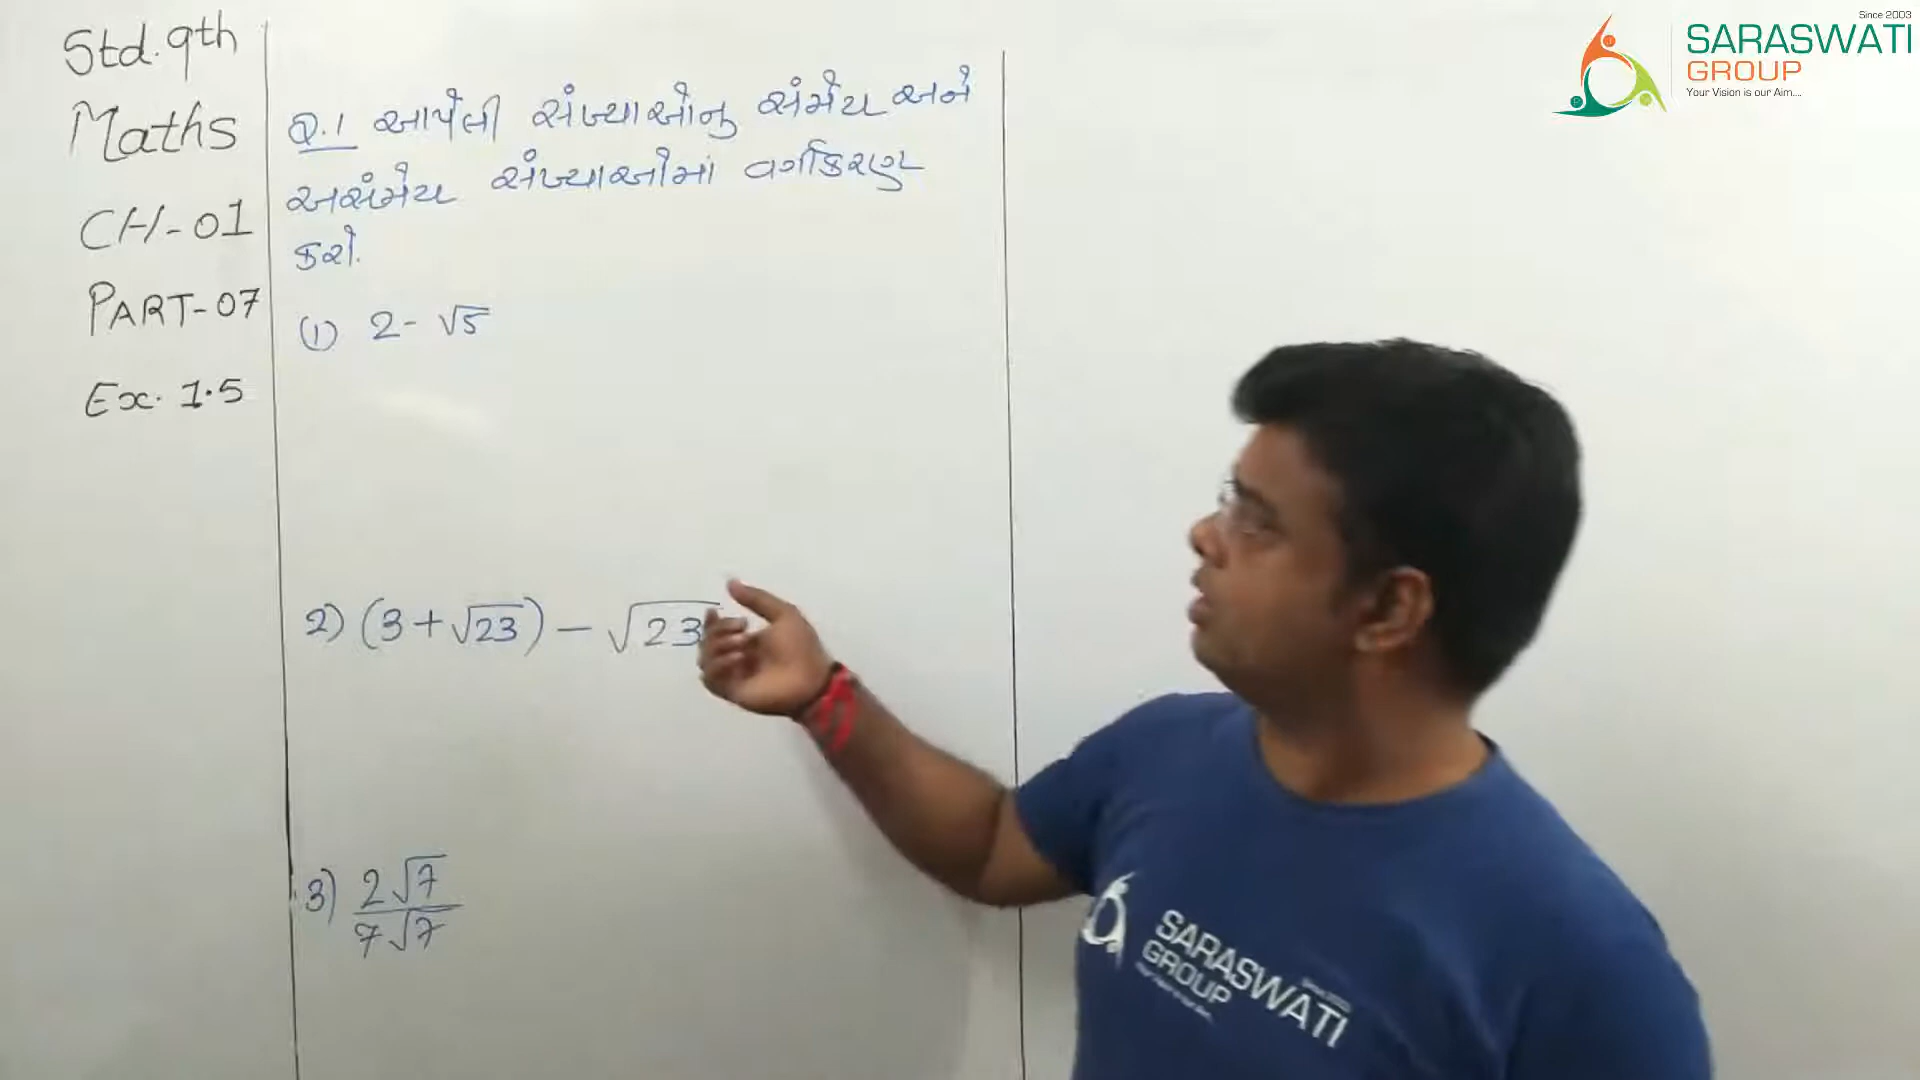 Std. 9th
Maths
CH-01
PART-07
Ex. 1.5
Q.1 આપેલી સંખ્યાઓનુ સંમેય અને
અસંમેય સંખ્યાઓમાં વર્ગીકરણ
કરો.
(1) 2 - √5
2) (3 + √23) - √23
3) 2√7
7√7
Since 2003
SARASWATI
GROUP
Your Vision is our Aim....
SARASWATI
GROUP